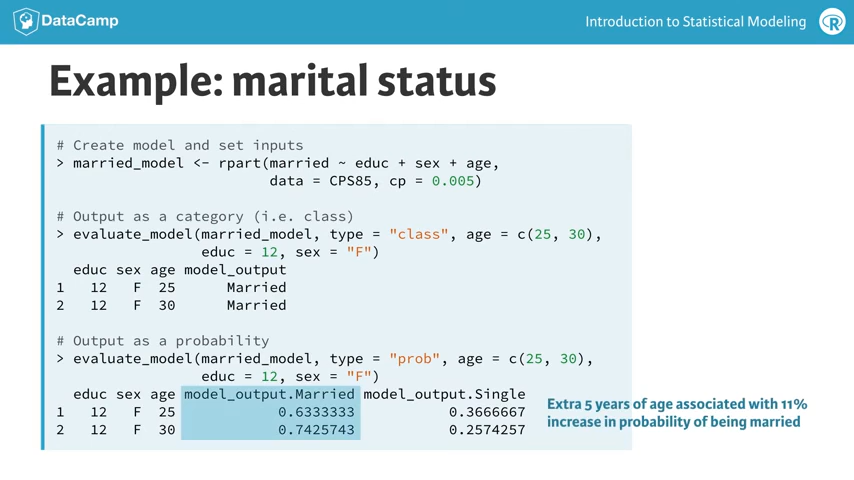 DataCamp
Introduction to Statistical Modeling
R
Example: marital status
# Create model and set inputs
> married_model <- rpart(married ~ educ + sex + age,
data = CPS85, cp = 0.005)
# Output as a category (i.e. class)
> evaluate_model(married_model, type = "class", age = c(25, 30),
educ = 12, sex = "F")
educ sex age model_output
1 12 F 25 Married
2 12 F 30 Married
# Output as a probability
> evaluate_model(married_model, type = "prob", age = c(25, 30),
educ = 12, sex = "F")
educ sex age model_output.Married model_output.Single
1 12 F 25 0.6333333 0.3666667
2 12 F 30 0.7425743 0.2574257
Extra 5 years of age associated with 11%
increase in probability of being married